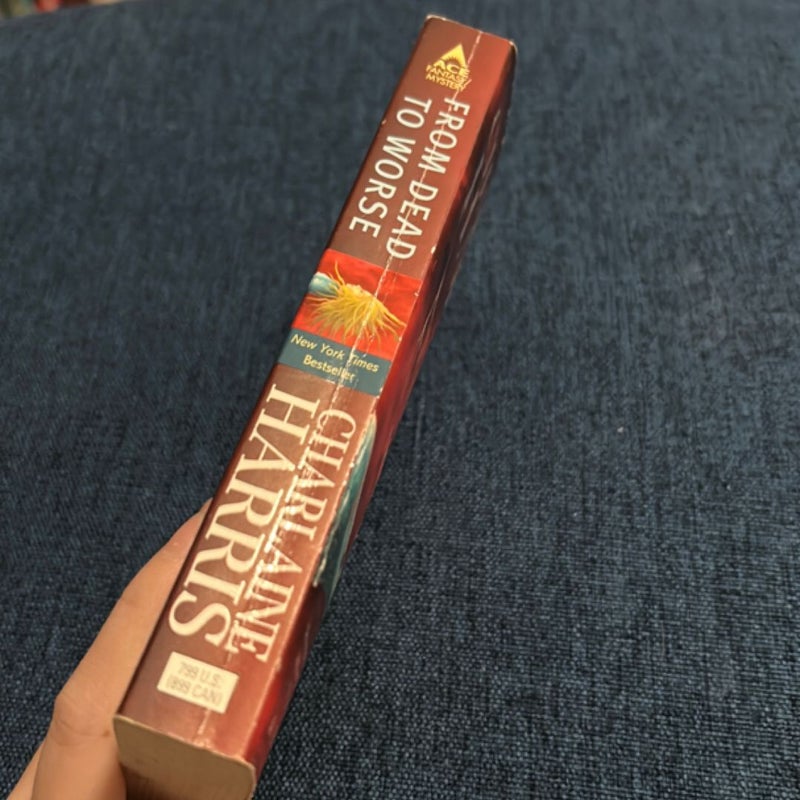 ACE
FANTASY/
MYSTERY
FROM DEAD
TO WORSE
New York Times
Bestseller
CHARLAINE
HARRIS
7.99 U.S.
(8.99 CAN)